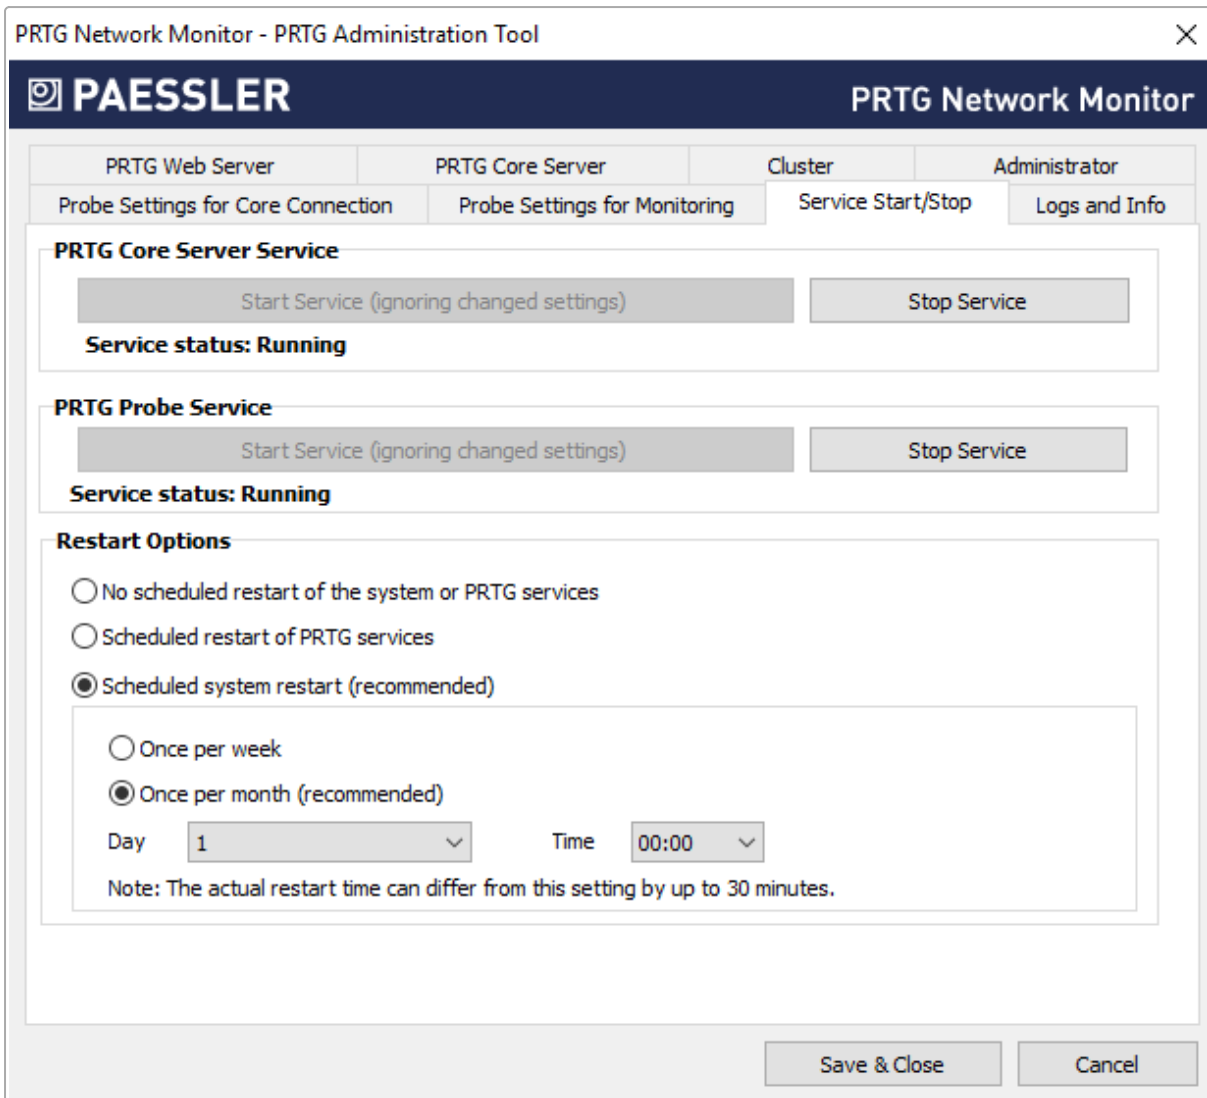 PRTG Network Monitor - PRTG Administration Tool
PAESSLER
PRTG Network Monitor
PRTG Web Server
PRTG Core Server
Cluster
Administrator
Probe Settings for Core Connection
Probe Settings for Monitoring
Service Start/Stop
Logs and Info
PRTG Core Server Service
Start Service (ignoring changed settings)
Stop Service
Service status: Running
PRTG Probe Service
Start Service (ignoring changed settings)
Stop Service
Service status: Running
Restart Options
No scheduled restart of the system or PRTG services
Scheduled restart of PRTG services
Scheduled system restart (recommended)
Once per week
Once per month (recommended)
Day
1
Time
00:00
Note: The actual restart time can differ from this setting by up to 30 minutes.
Save & Close
Cancel